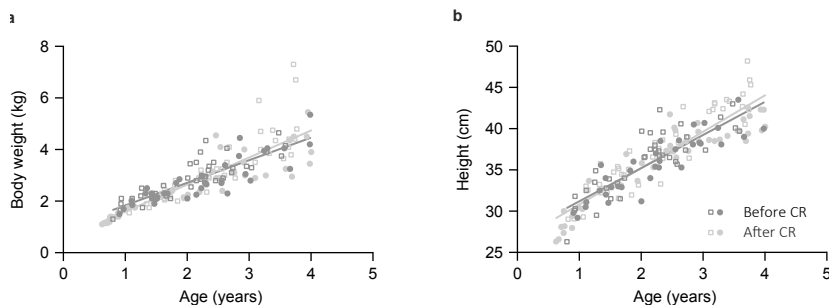 a
b
8
6
4
2
0
Body weight (kg)
0 1 2 3 4 5
Age (years)
50
45
40
35
30
25
Height (cm)
0 1 2 3 4 5
Age (years)
Before CR
After CR